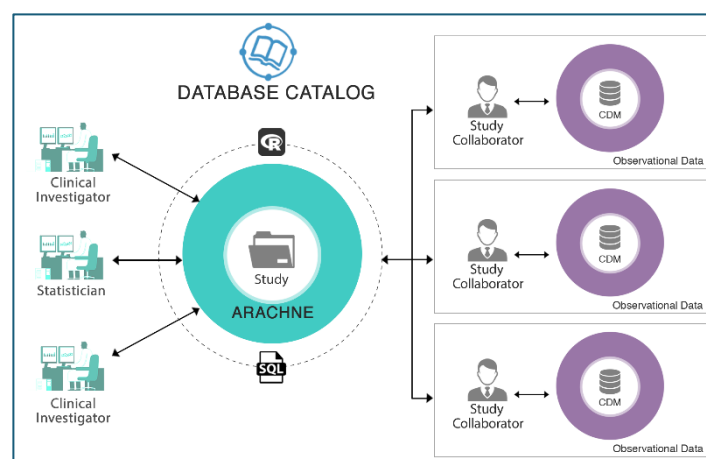 DATABASE CATALOG
Clinical
Investigator
Statistician
Clinical
Investigator
R
Study
ARACHNE
SQL
Study
Collaborator
CDM
Observational Data
Study
Collaborator
CDM
Observational Data
Study
Collaborator
CDM
Observational Data